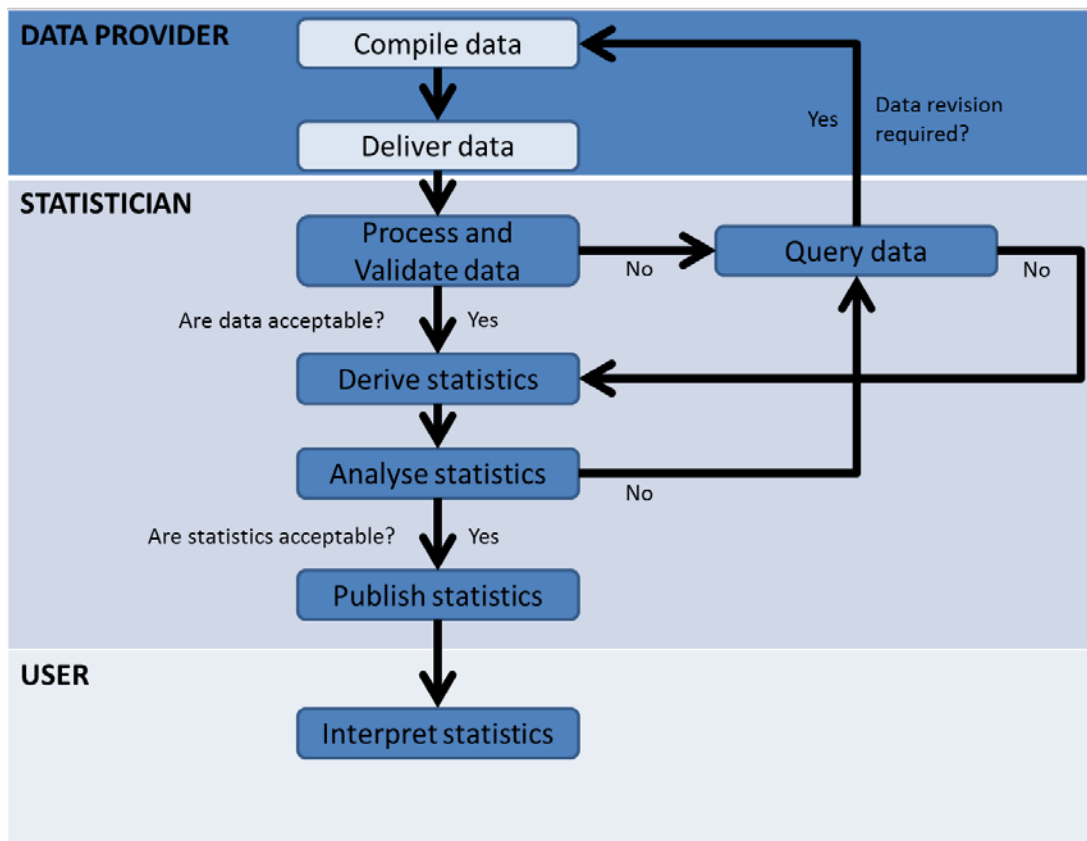 DATA PROVIDER
Compile data
Data revision
required?
Yes
Deliver data
STATISTICIAN
Process and
Validate data
No
Query data
No
Are data acceptable?
Yes
Derive statistics
Analyse statistics
No
Are statistics acceptable?
Yes
Publish statistics
USER
Interpret statistics